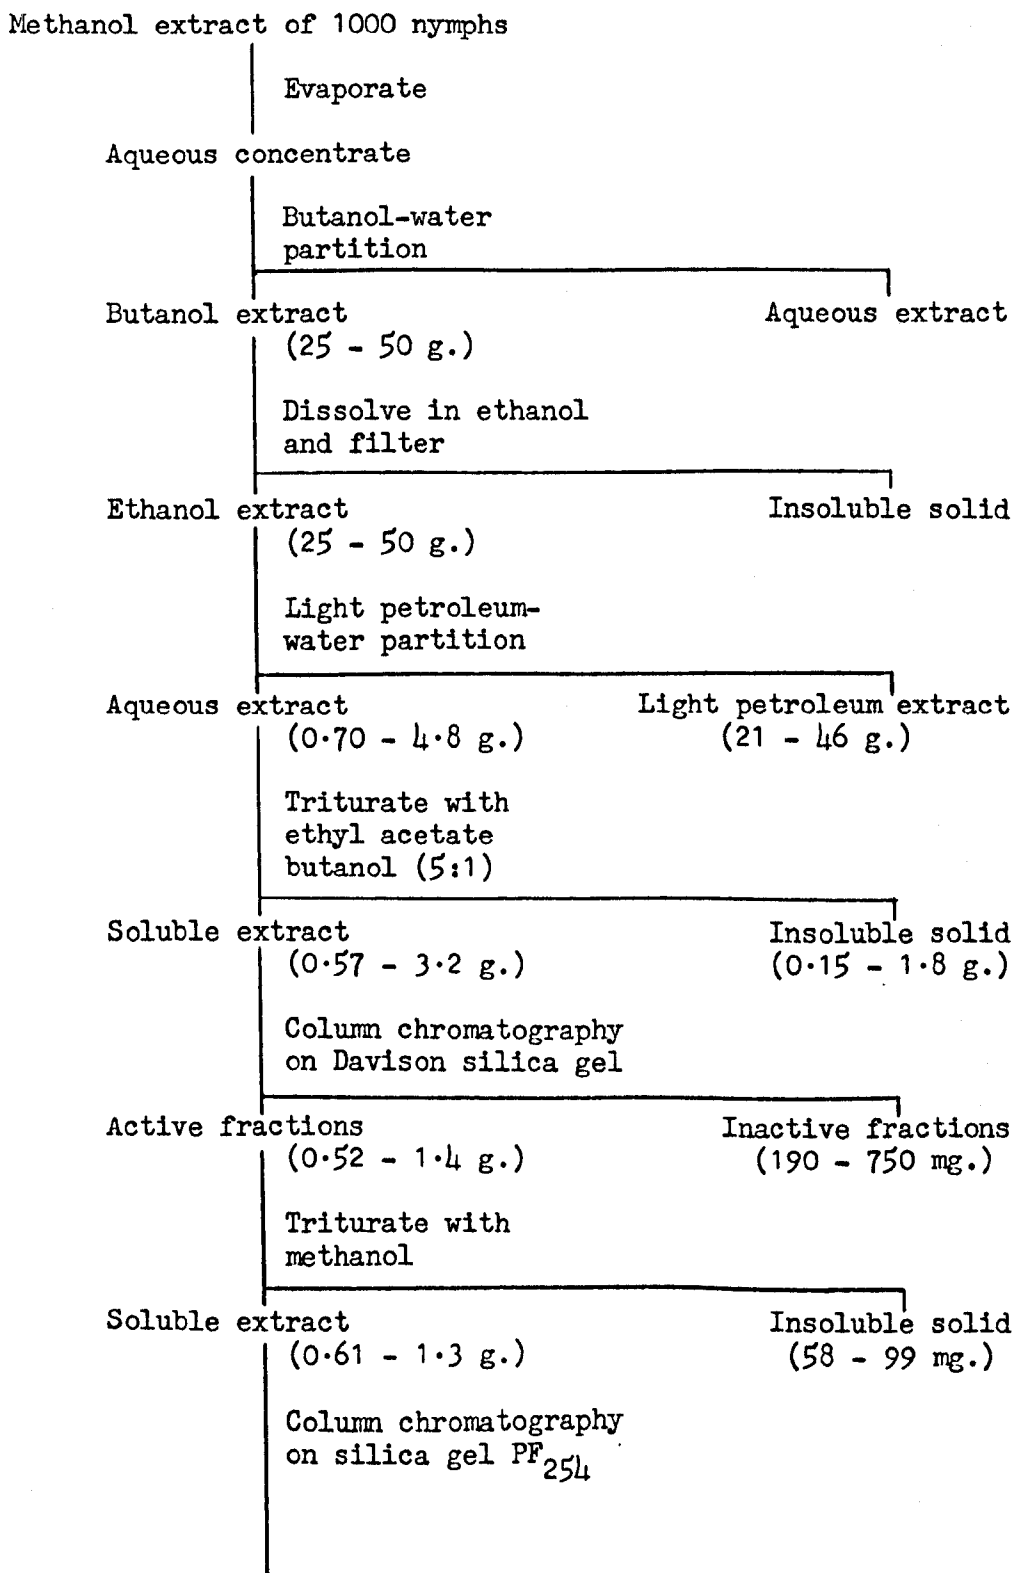 Methanol extract of 1000 nymphs
Evaporate
Aqueous concentrate
Butanol-water
partition
Butanol extract
(25 - 50 g.)
Aqueous extract
Dissolve in ethanol
and filter
Ethanol extract
(25 - 50 g.)
Insoluble solid
Light petroleum-
water partition
Aqueous extract
(0·70 - 4·8 g.)
Light petroleum extract
(21 - 46 g.)
Triturate with
ethyl acetate
butanol (5:1)
Soluble extract
(0·57 - 3·2 g.)
Insoluble solid
(0·15 - 1·8 g.)
Column chromatography
on Davison silica gel
Active fractions
(0·52 - 1·4 g.)
Inactive fractions
(190 - 750 mg.)
Triturate with
methanol
Soluble extract
(0·61 - 1·3 g.)
Insoluble solid
(58 - 99 mg.)
Column chromatography
on silica gel PF254